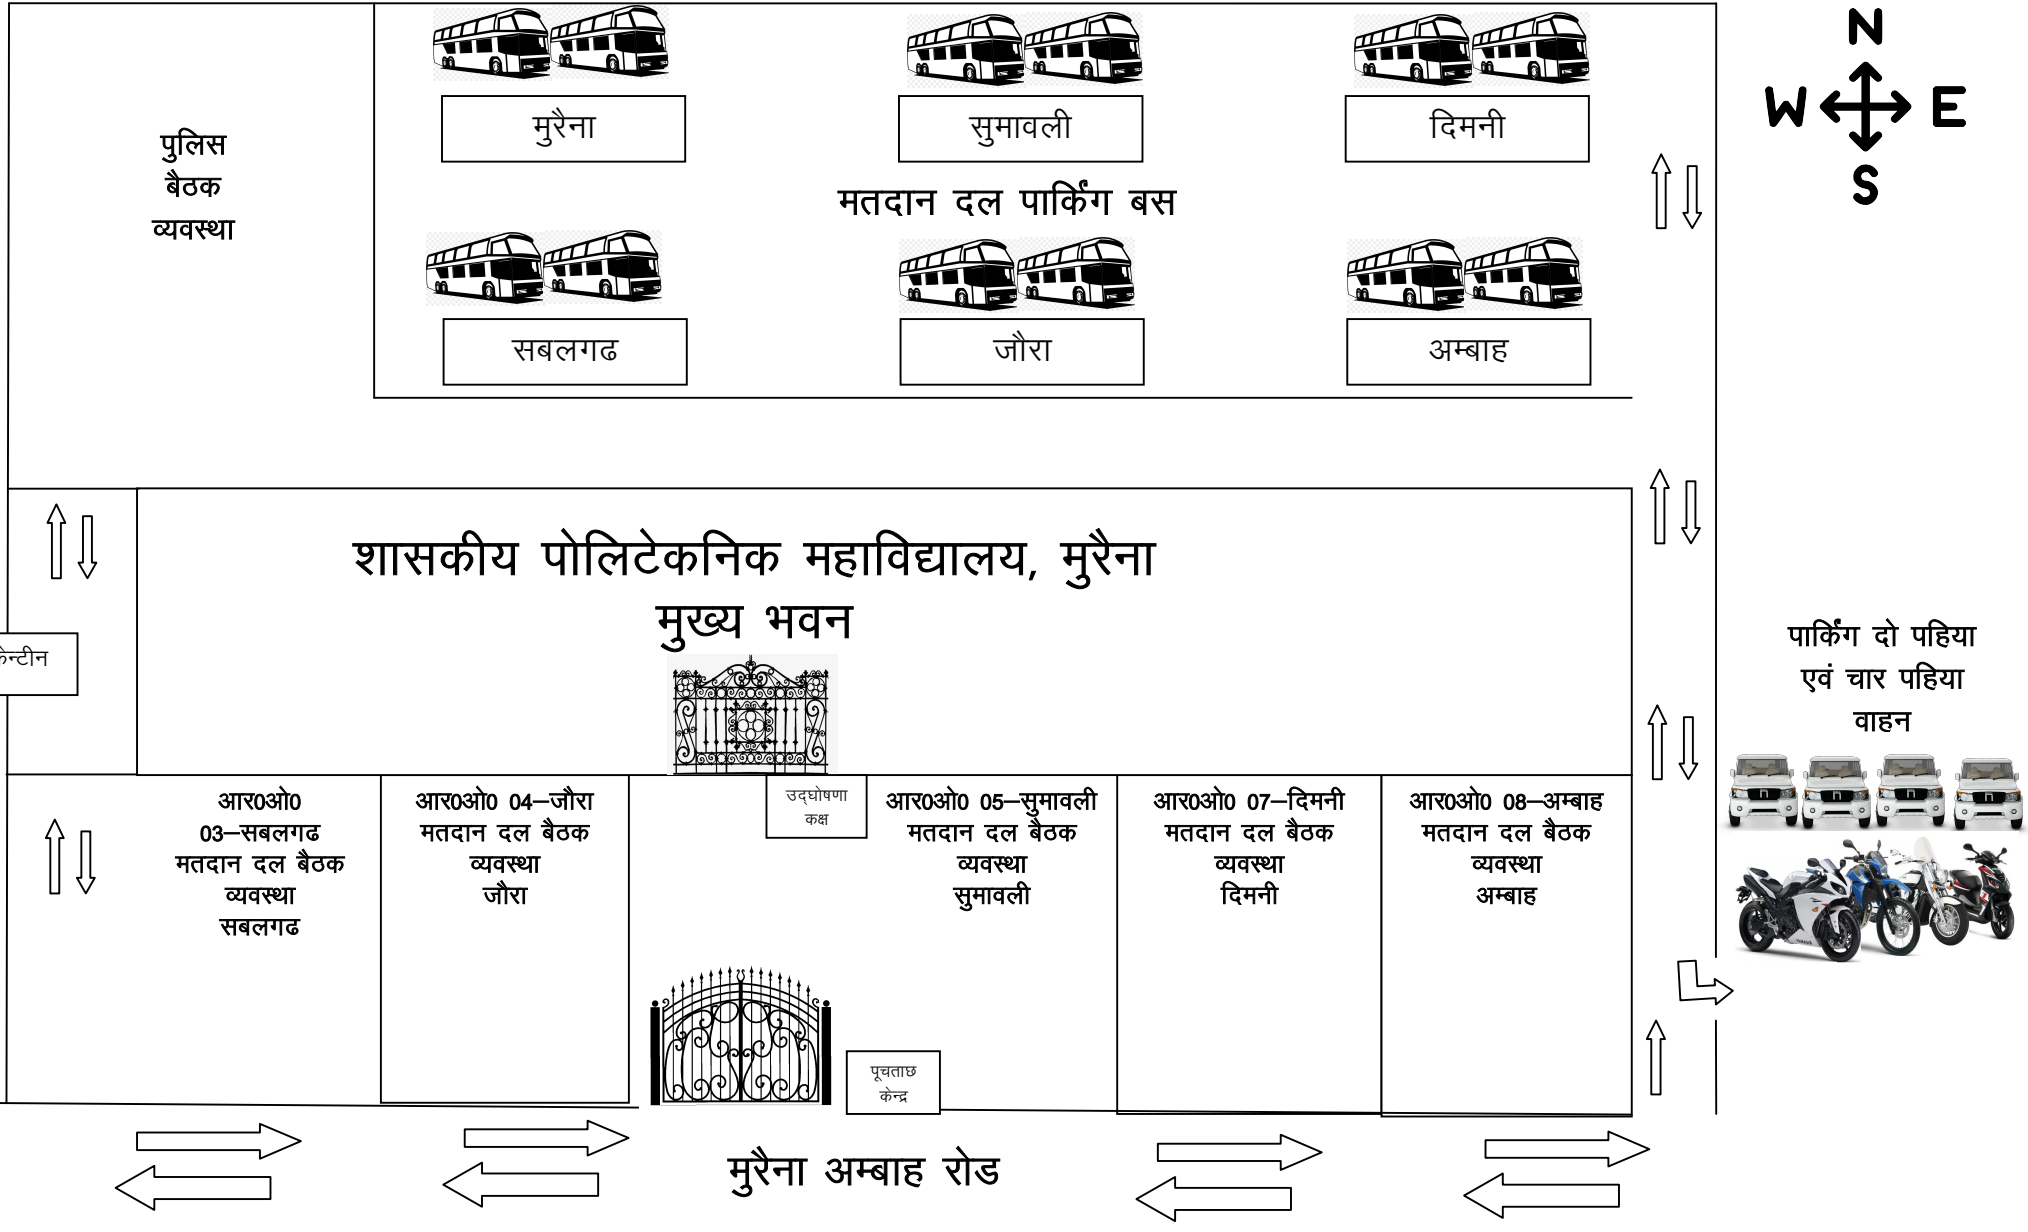 N
W E
S
पुलिस
बैठक
व्यवस्था
मुरैना
सुमावली
दिमनी
मतदान दल पार्किंग बस
सबलगढ
जौरा
अम्बाह
शासकीय पोलिटेकनिक महाविद्यालय, मुरैना
मुख्य भवन
केन्टीन
पार्किंग दो पहिया
एवं चार पहिया
वाहन
आर0ओ0
03–सबलगढ
मतदान दल बैठक
व्यवस्था
सबलगढ
आर0ओ0 04–जौरा
मतदान दल बैठक
व्यवस्था
जौरा
उद्घोषणा
कक्ष
आर0ओ0 05–सुमावली
मतदान दल बैठक
व्यवस्था
सुमावली
आर0ओ0 07–दिमनी
मतदान दल बैठक
व्यवस्था
दिमनी
आर0ओ0 08–अम्बाह
मतदान दल बैठक
व्यवस्था
अम्बाह
पूचताछ
केन्द्र
मुरैना अम्बाह रोड